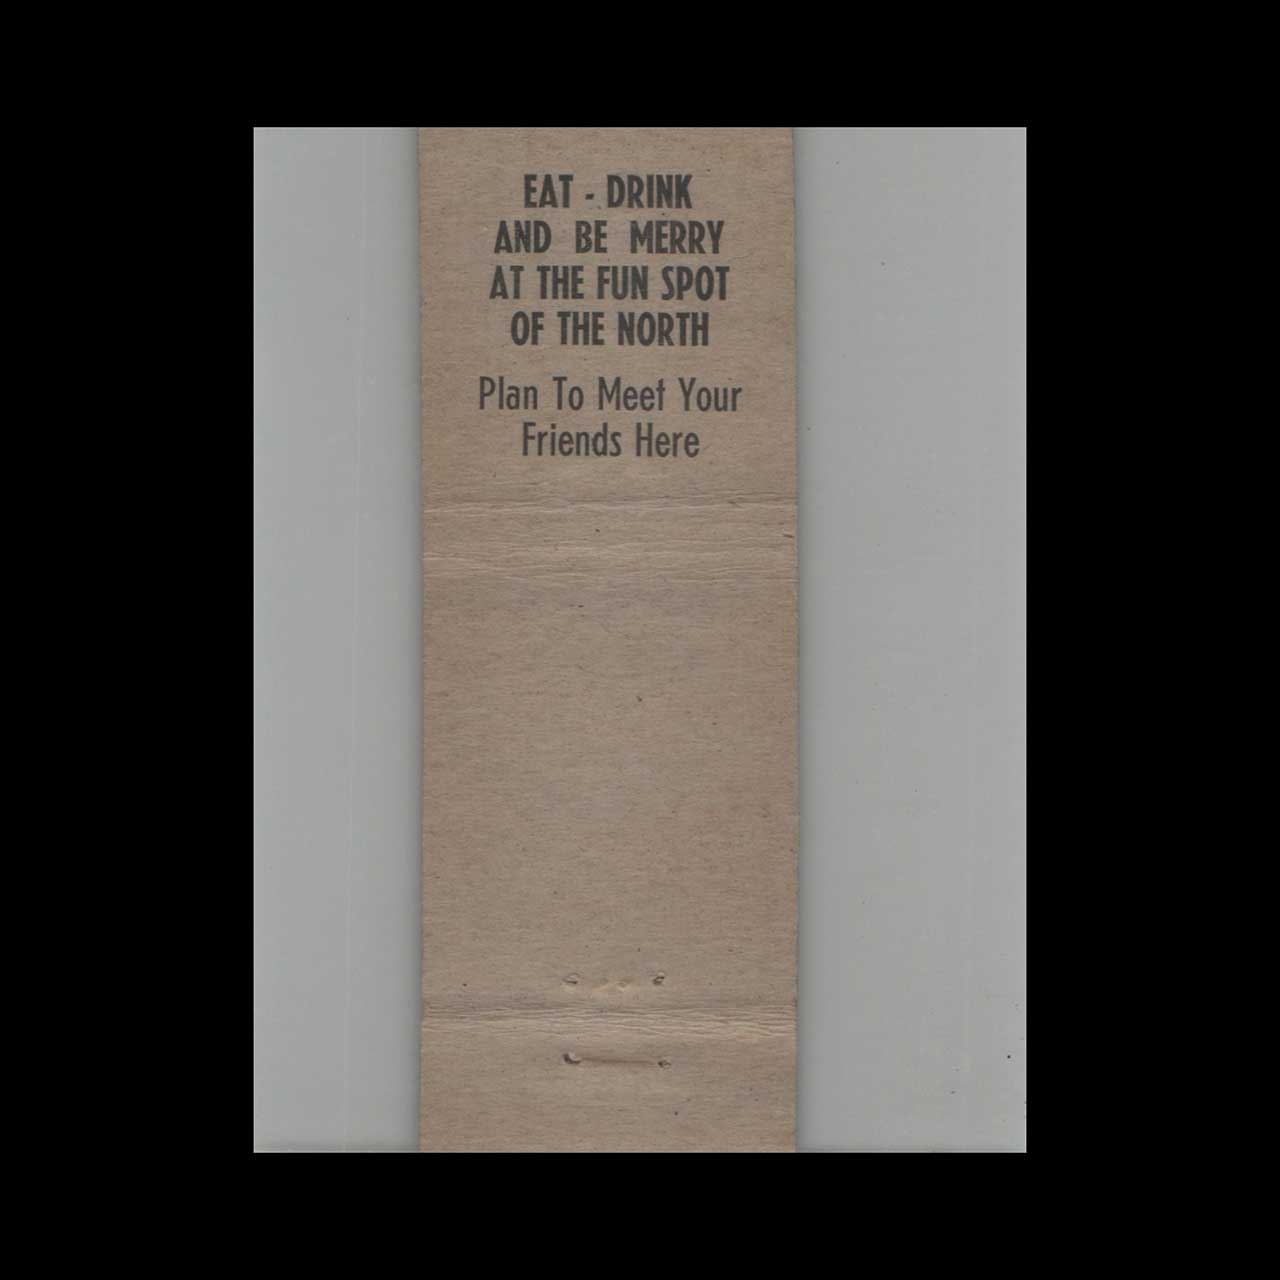 EAT - DRINK
AND BE MERRY
AT THE FUN SPOT
OF THE NORTH
Plan To Meet Your
Friends Here